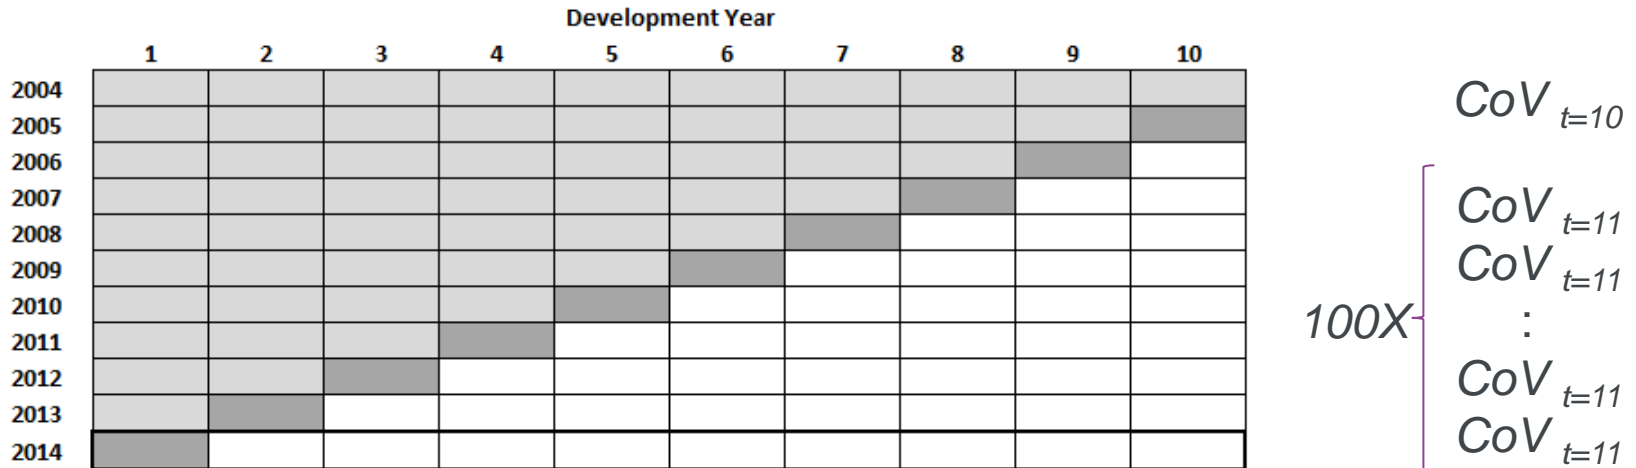 Development Year
1 2 3 4 5 6 7 8 9 10
2004
2005
2006
2007
2008
2009
2010
2011
2012
2013
2014
CoV t=10
100X
CoV t=11
CoV t=11
:
CoV t=11
CoV t=11